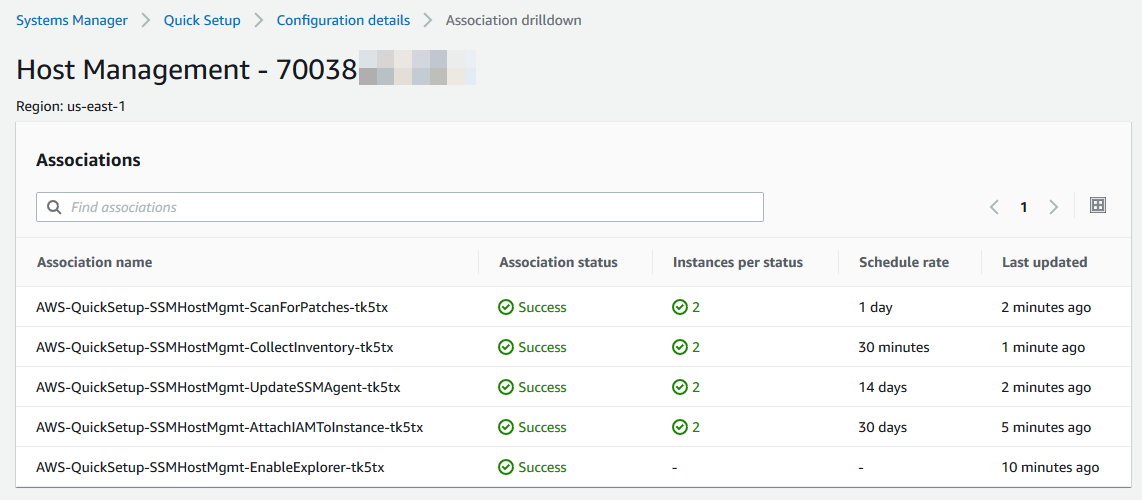 Systems Manager > Quick Setup > Configuration details > Association drilldown
Host Management - 70038
Region: us-east-1
Associations
Find associations
1
Association name Association status Instances per status Schedule rate Last updated
AWS-QuickSetup-SSMHostMgmt-ScanForPatches-tk5tx Success 2 1 day 2 minutes ago
AWS-QuickSetup-SSMHostMgmt-CollectInventory-tk5tx Success 2 30 minutes 1 minute ago
AWS-QuickSetup-SSMHostMgmt-UpdateSSMAgent-tk5tx Success 2 14 days 2 minutes ago
AWS-QuickSetup-SSMHostMgmt-AttachIAMToInstance-tk5tx Success 2 30 days 5 minutes ago
AWS-QuickSetup-SSMHostMgmt-EnableExplorer-tk5tx Success - - 10 minutes ago